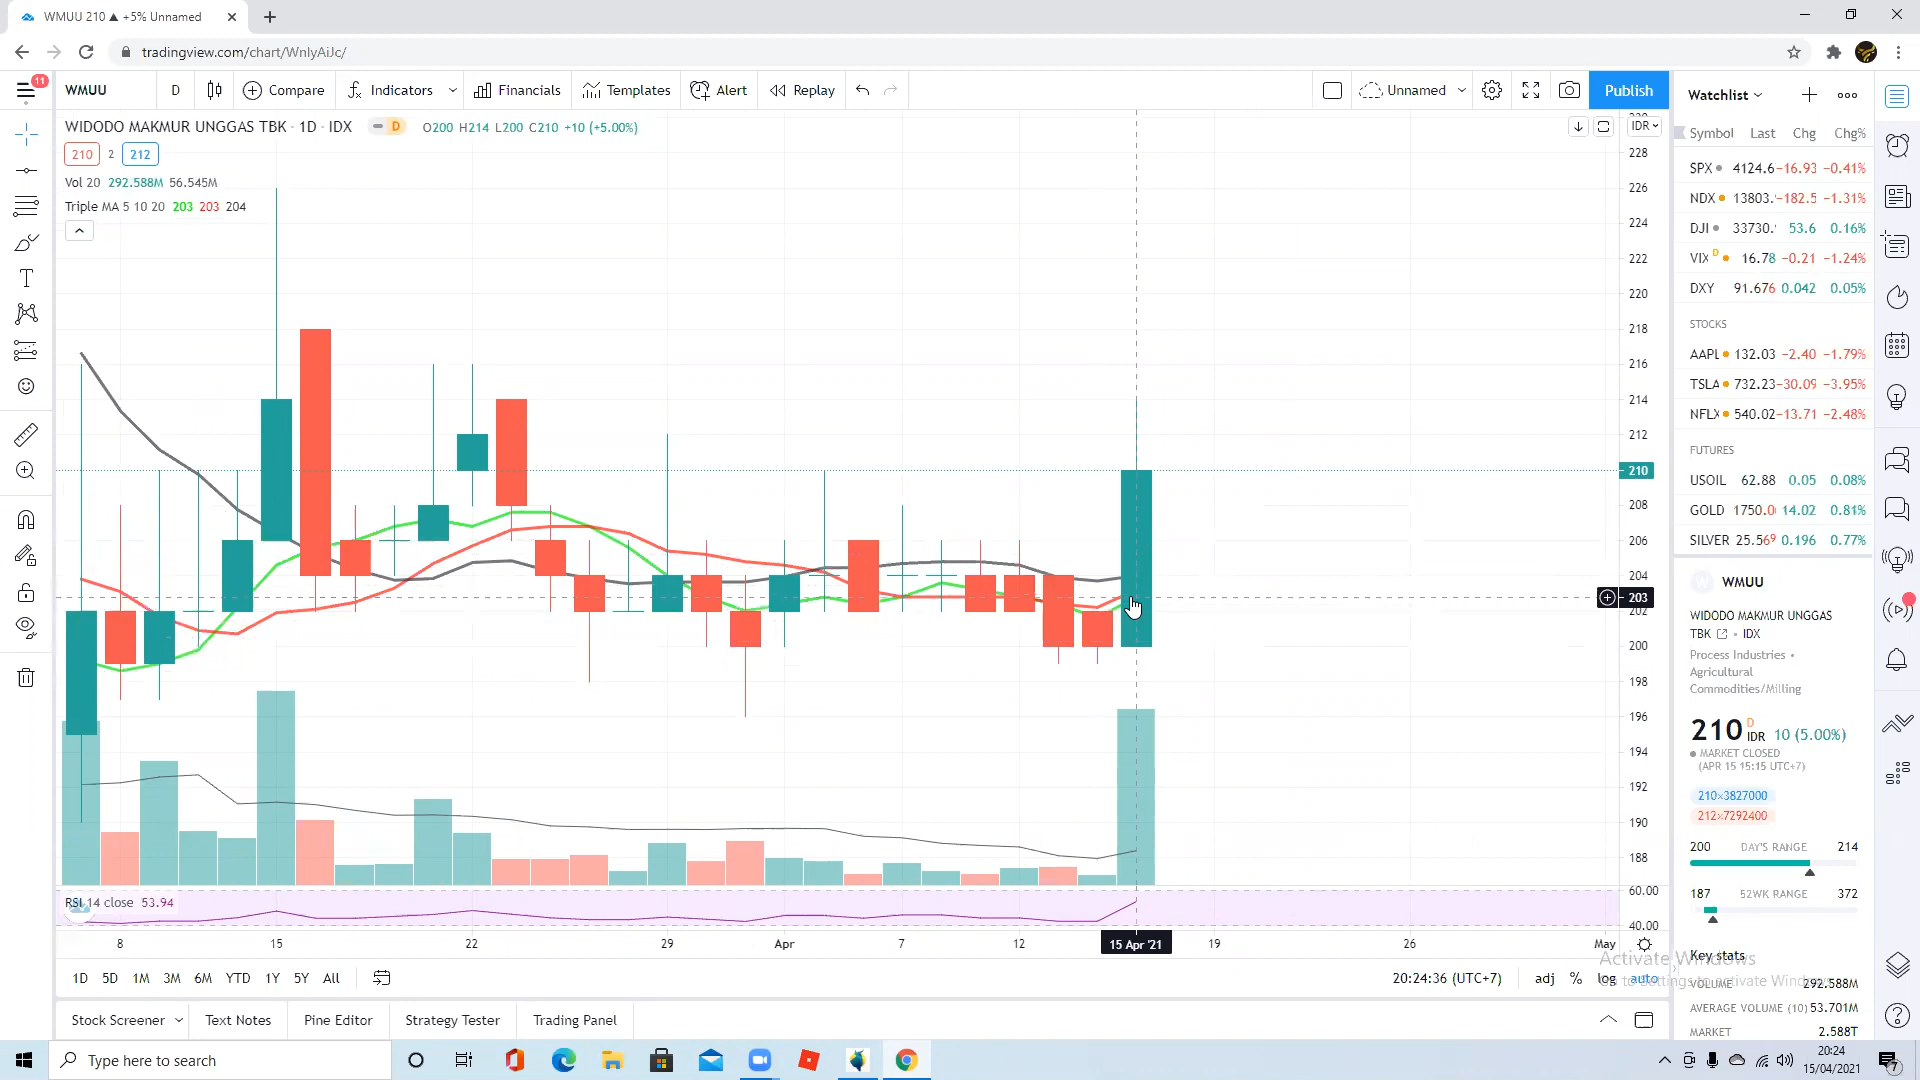 WMUU 210 ▲ +5% Unnamed
tradingview.com/chart/WnlyAiJc/
11
WMUU D Compare Indicators Financials Templates Alert Replay Unnamed Publish
WIDODO MAKMUR UNGGAS TBK · 1D · IDX D O200 H214 L200 C210 +10 (+5.00%)
210 2 212
Vol 20 292.588M 56.545M
Triple MA 5 10 20 203 203 204
IDR
228
226
224
222
220
218
216
214
212
210
208
206
204
203
202
200
198
196
194
192
190
188
RSI 14 close 53.94
60.00
40.00
8 15 22 29 Apr 7 12 15 Apr '21 19 26 May
1D 5D 1M 3M 6M YTD 1Y 5Y All 20:24:36 (UTC+7) adj % log auto
Stock Screener Text Notes Pine Editor Strategy Tester Trading Panel
Watchlist
Symbol Last Chg Chg%
SPX 4124.6 −16.93 −0.41%
NDX 13803. −182.5 −1.31%
DJI 33730. 53.6 0.16%
VIX D 16.78 −0.21 −1.24%
DXY 91.676 0.042 0.05%
STOCKS
AAPL 132.03 −2.40 −1.79%
TSLA 732.23 −30.09 −3.95%
NFLX 540.02 −13.71 −2.48%
FUTURES
USOIL 62.88 0.05 0.08%
GOLD 1750.0 14.02 0.81%
SILVER 25.569 0.196 0.77%
W WMUU
WIDODO MAKMUR UNGGAS
TBK · IDX
Process Industries •
Agricultural
Commodities/Milling
210 D IDR 10 (5.00%)
MARKET CLOSED
(APR 15 15:15 UTC+7)
210×3827000
212×7292400
200 DAY'S RANGE 214
187 52WK RANGE 372
Key stats
VOLUME 292.588M
AVERAGE VOLUME (10) 53.701M
MARKET 2.588T
Activate Windows
Go to Settings to activate Windows.
Type here to search
20:24
15/04/2021
7